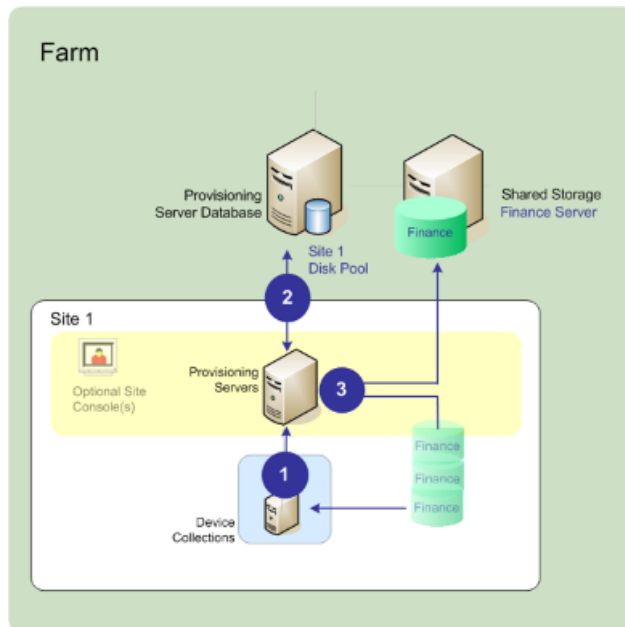 Farm
Provisioning
Server Database
Shared Storage
Finance Server
Finance
Site 1
Disk Pool
2
Site 1
Optional Site
Console(s)
Provisioning
Servers
3
Finance
Finance
Finance
1
Device
Collections